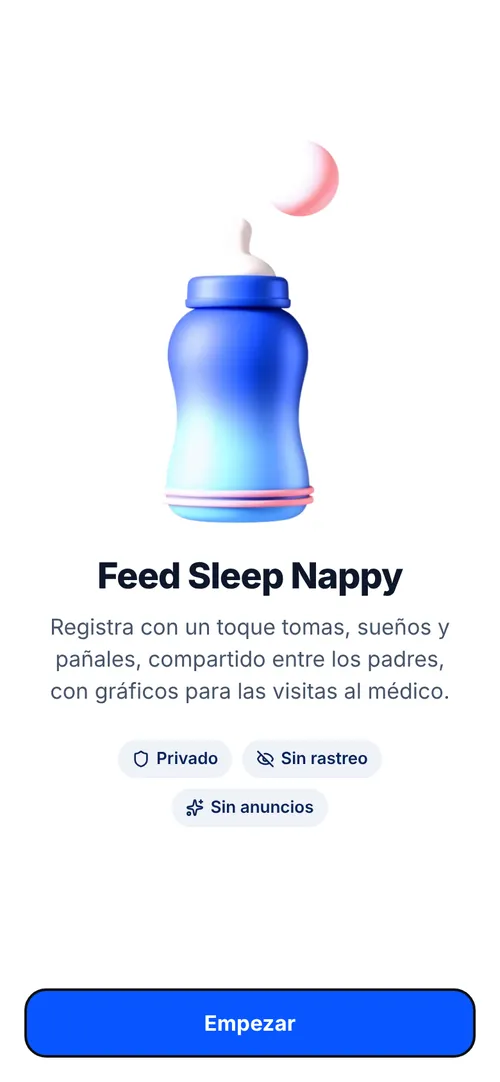 Feed Sleep Nappy
Registra con un toque tomas, sueños y
pañales, compartido entre los padres,
con gráficos para las visitas al médico.
Privado
Sin rastreo
Sin anuncios
Empezar